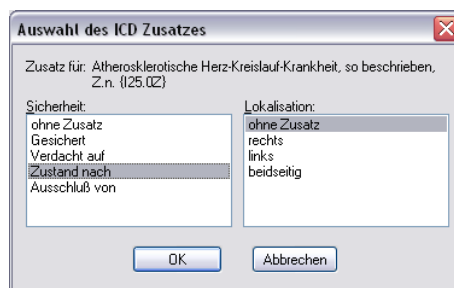 Auswahl des ICD Zusatzes
Zusatz für: Atherosklerotische Herz-Kreislauf-Krankheit, so beschrieben,
Z.n. {I25.0Z}
Sicherheit:
ohne Zusatz
Gesichert
Verdacht auf
Zustand nach
Ausschluß von
Lokalisation:
ohne Zusatz
rechts
links
beidseitig
OK
Abbrechen